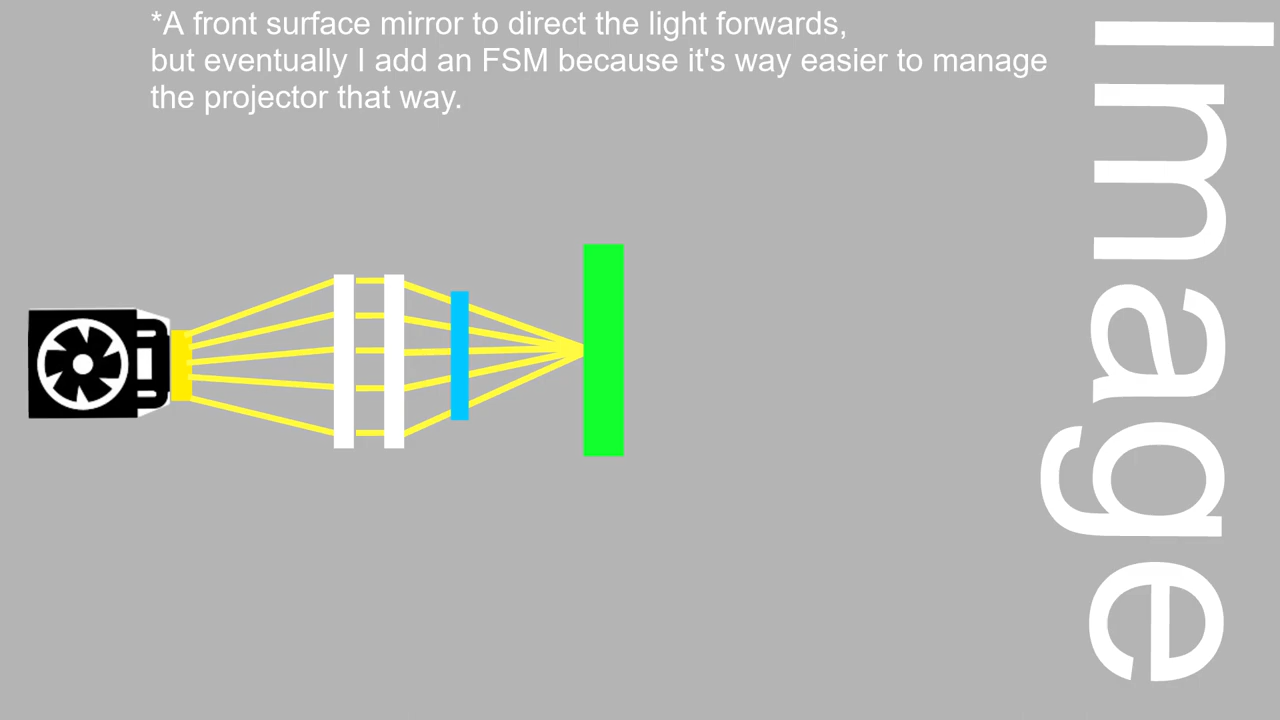 *A front surface mirror to direct the light forwards,
but eventually I add an FSM because it's way easier to manage
the projector that way.
Image